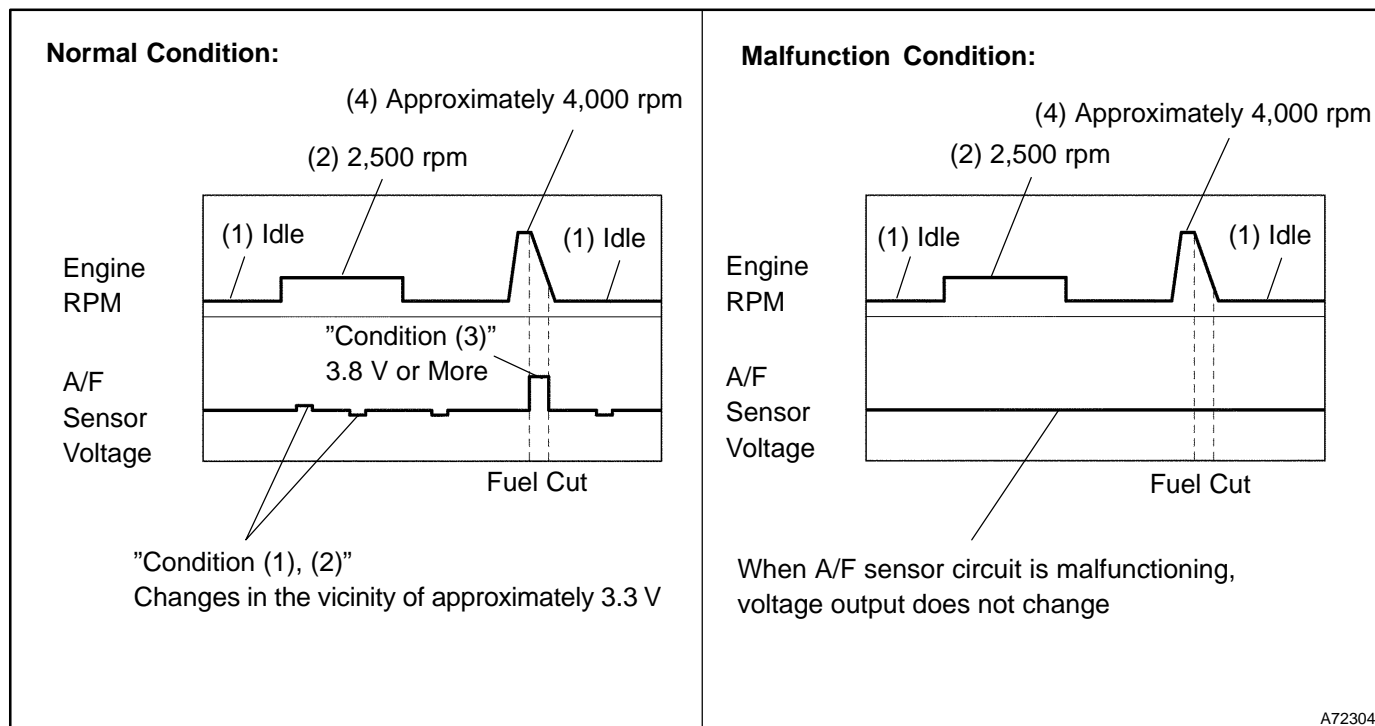 Normal Condition:
(4) Approximately 4,000 rpm
(2) 2,500 rpm
(1) Idle
(1) Idle
Engine
RPM
”Condition (3)”
3.8 V or More
A/F
Sensor
Voltage
Fuel Cut
”Condition (1), (2)”
Changes in the vicinity of approximately 3.3 V
Malfunction Condition:
(4) Approximately 4,000 rpm
(2) 2,500 rpm
(1) Idle
(1) Idle
Engine
RPM
A/F
Sensor
Voltage
Fuel Cut
When A/F sensor circuit is malfunctioning,
voltage output does not change
A72304